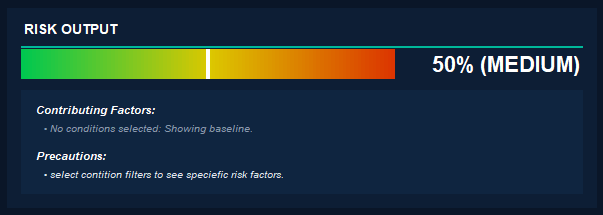 RISK OUTPUT
50% (MEDIUM)
Contributing Factors:
• No conditions selected: Showing baseline.
Precautions:
• select contition filters to see speciefic risk factors.